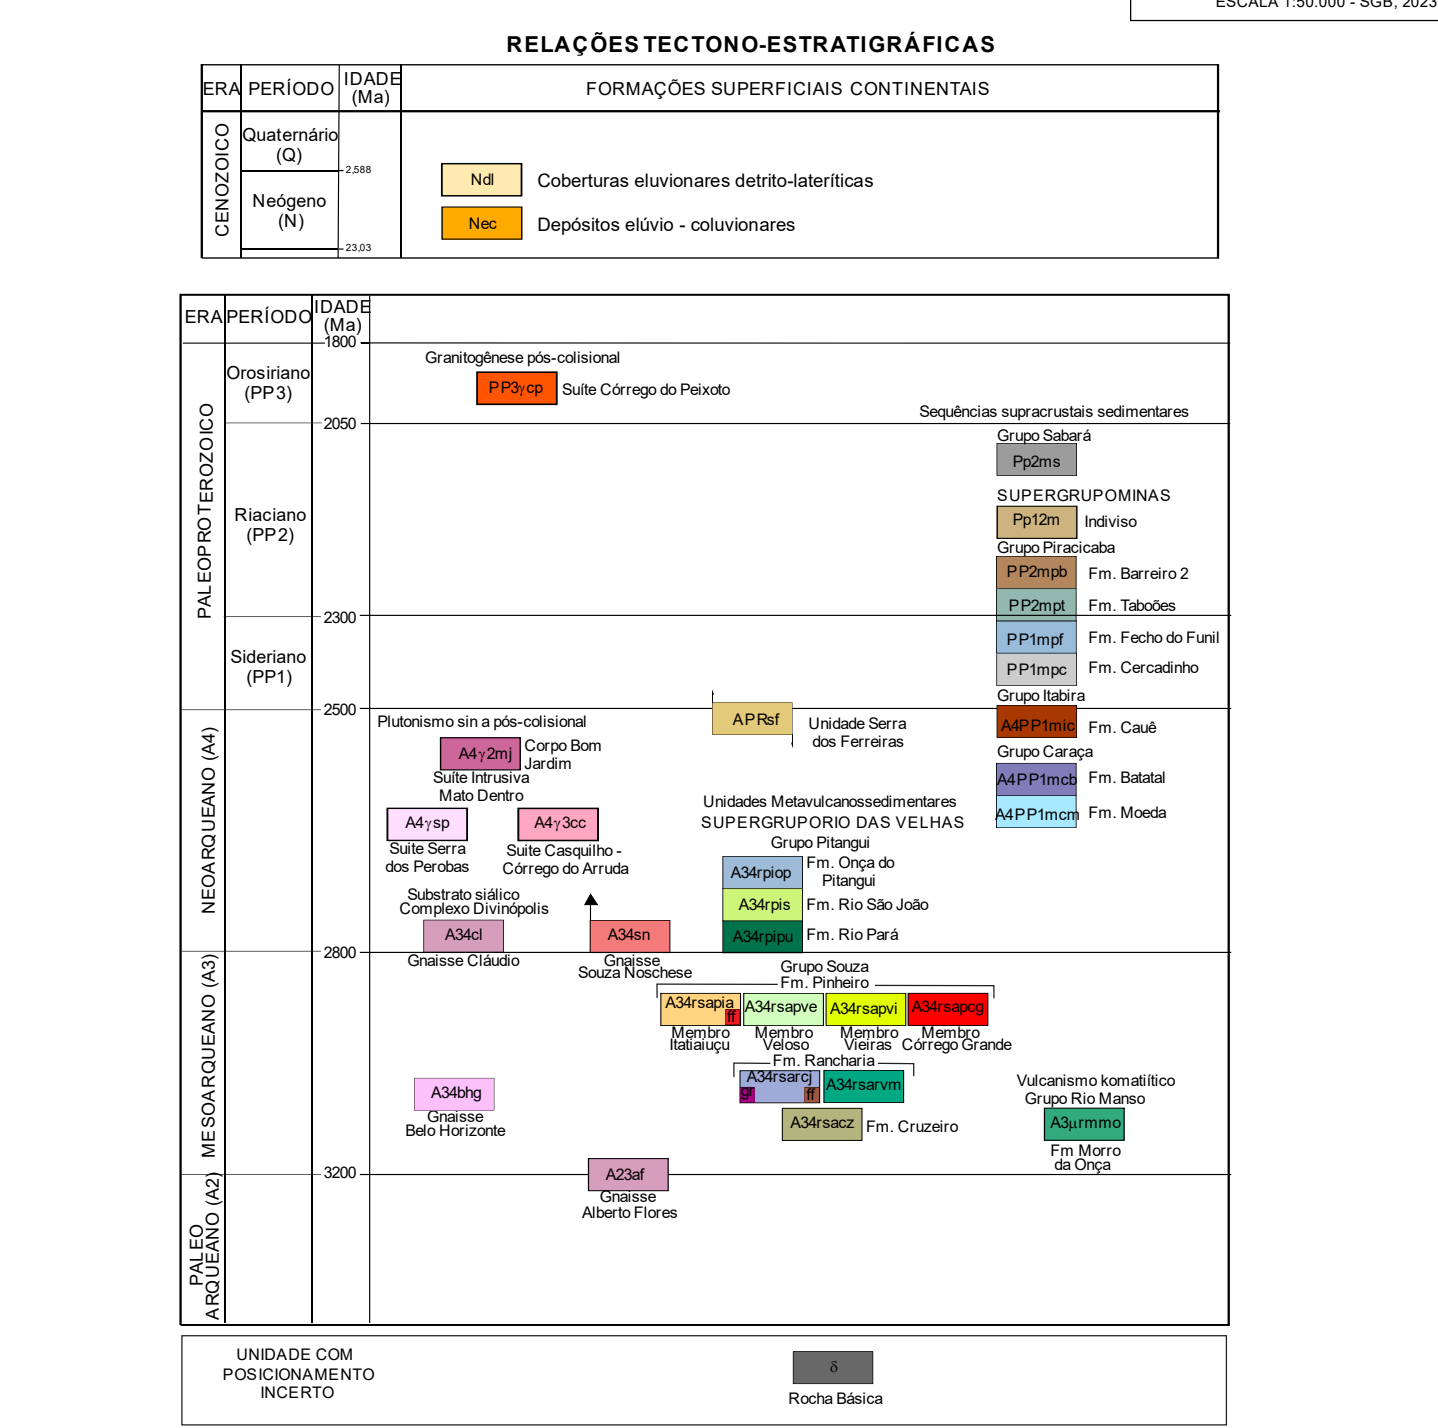 ESCALA 1:50.000 - SGB, 2023
RELAÇÕES TECTONO-ESTRATIGRÁFICAS
ERA PERÍODO IDADE (Ma) FORMAÇÕES SUPERFICIAIS CONTINENTAIS
CENOZOICO
Quaternário
(Q)
2,588
Neógeno
(N)
23,03
Ndl Coberturas eluvionares detrito-lateríticas
Nec Depósitos elúvio - coluvionares
ERA PERÍODO IDADE (Ma)
1800
PALEOPROTEROZOICO
Orosiriano
(PP3)
2050
Riaciano
(PP2)
2300
Sideriano
(PP1)
2500
NEOARQUEANO (A4)
2800
MESOARQUEANO (A3)
3200
PALEO
ARQUEANO (A2)
Granitogênese pós-colisional
PP3γcp Suíte Córrego do Peixoto
Sequências supracrustais sedimentares
Grupo Sabará
Pp2ms
SUPERGRUPOMINAS
Pp12m Indiviso
Grupo Piracicaba
PP2mpb Fm. Barreiro 2
PP2mpt Fm. Taboões
PP1mpf Fm. Fecho do Funil
PP1mpc Fm. Cercadinho
Grupo Itabira
A4PP1mic Fm. Cauê
Grupo Caraça
A4PP1mcb Fm. Batatal
A4PP1mcm Fm. Moeda
APRsf Unidade Serra
dos Ferreiras
Plutonismo sin a pós-colisional
A4γ2mj Corpo Bom
Jardim
Suíte Intrusiva
Mato Dentro
A4γsp
Suite Serra
dos Perobas
A4γ3cc
Suite Casquilho -
Córrego do Arruda
Unidades Metavulcanossedimentares
SUPERGRUPORIO DAS VELHAS
Grupo Pitangui
A34rpiop Fm. Onça do
Pitangui
A34rpis Fm. Rio São João
A34rpipu Fm. Rio Pará
Substrato siálico
Complexo Divinópolis
A34cl
Gnaisse Cláudio
A34sn
Gnaisse
Souza Noschese
Grupo Souza
Fm. Pinheiro
A34rsapia
ff
Membro
Itatiaiuçu
A34rsapve
Membro
Veloso
A34rsapvi
Membro
Vieiras
A34rsapcg
Membro
Córrego Grande
Fm. Rancharia
A34rsarcj
gr ff
A34rsarvm
A34rsacz Fm. Cruzeiro
A34bhg
Gnaisse
Belo Horizonte
Vulcanismo komatiítico
Grupo Rio Manso
A3μrmmo
Fm Morro
da Onça
A23af
Gnaisse
Alberto Flores
UNIDADE COM
POSICIONAMENTO
INCERTO
δ
Rocha Básica